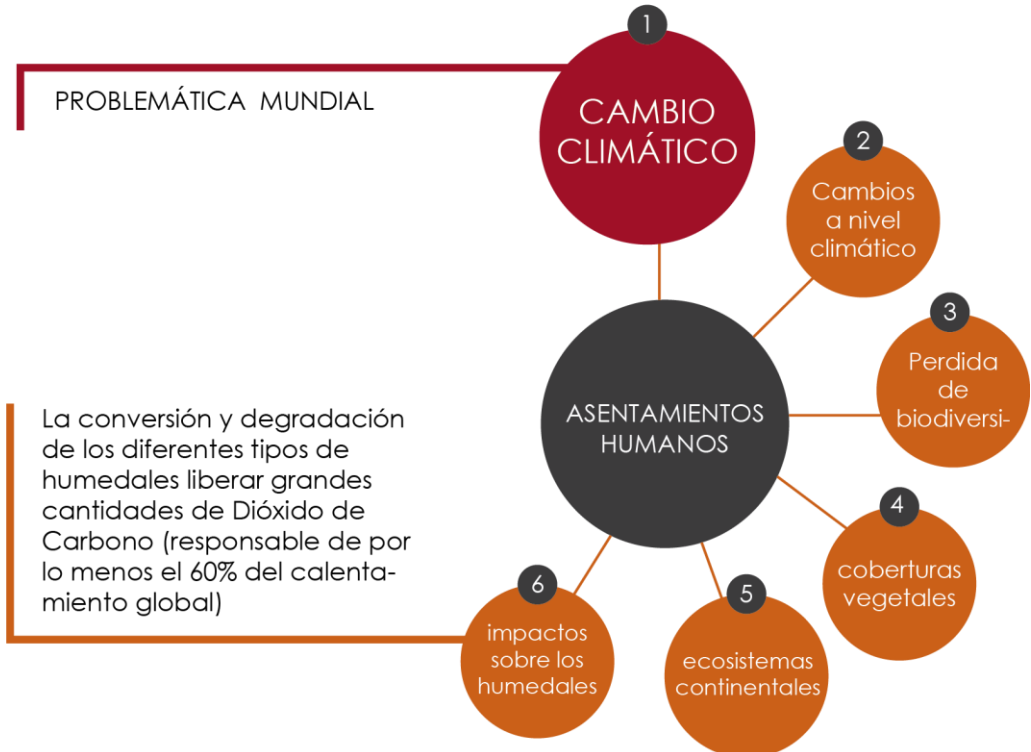 1
CAMBIO
CLIMÁTICO
PROBLEMÁTICA MUNDIAL
2
Cambios
a nivel
climático
3
Perdida
de
biodiversi-
ASENTAMIENTOS
HUMANOS
4
coberturas
vegetales
5
ecosistemas
continentales
6
impactos
sobre los
humedales
La conversión y degradación
de los diferentes tipos de
humedales liberar grandes
cantidades de Dióxido de
Carbono (responsable de por
lo menos el 60% del calenta-
miento global)